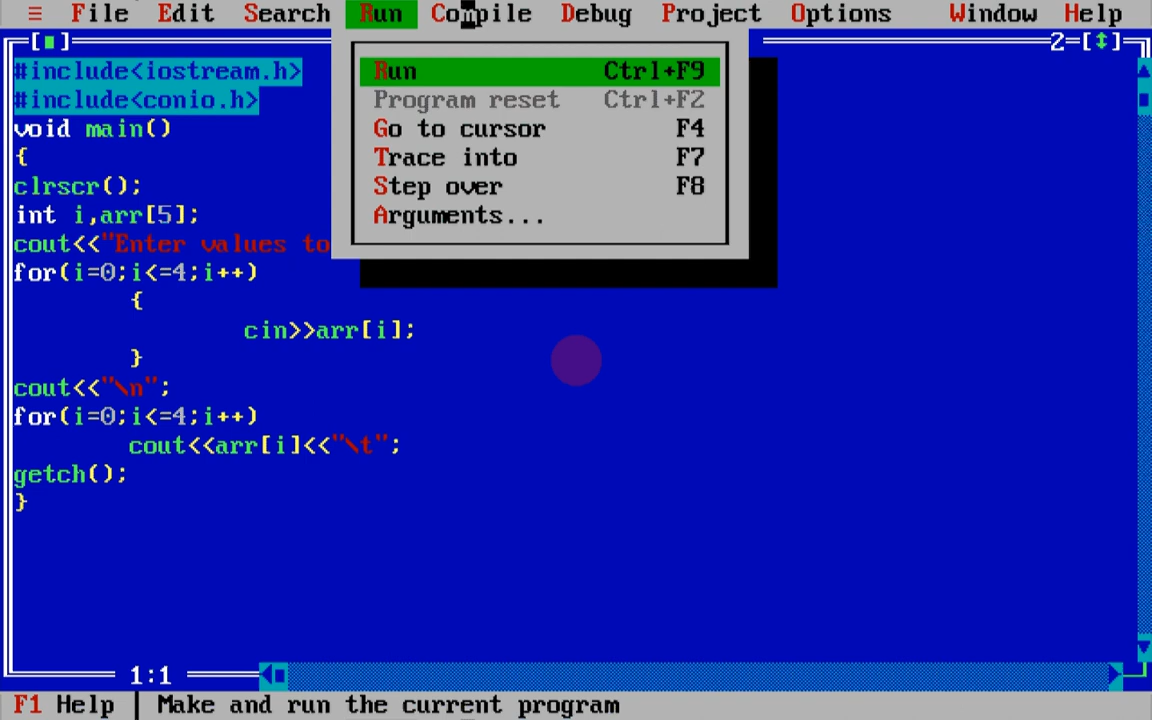 ≡ File Edit Search Run Compile Debug Project Options Window Help
[■] 2=[↕]
Run Ctrl+F9
Program reset Ctrl+F2
Go to cursor F4
Trace into F7
Step over F8
Arguments...
#include<iostream.h>
#include<conio.h>
void main()
{
clrscr();
int i,arr[5];
cout<<"Enter values to
for(i=0;i<=4;i++)
{
cin>>arr[i];
}
cout<<"\n";
for(i=0;i<=4;i++)
cout<<arr[i]<<"\t";
getch();
}
1:1
F1 Help | Make and run the current program